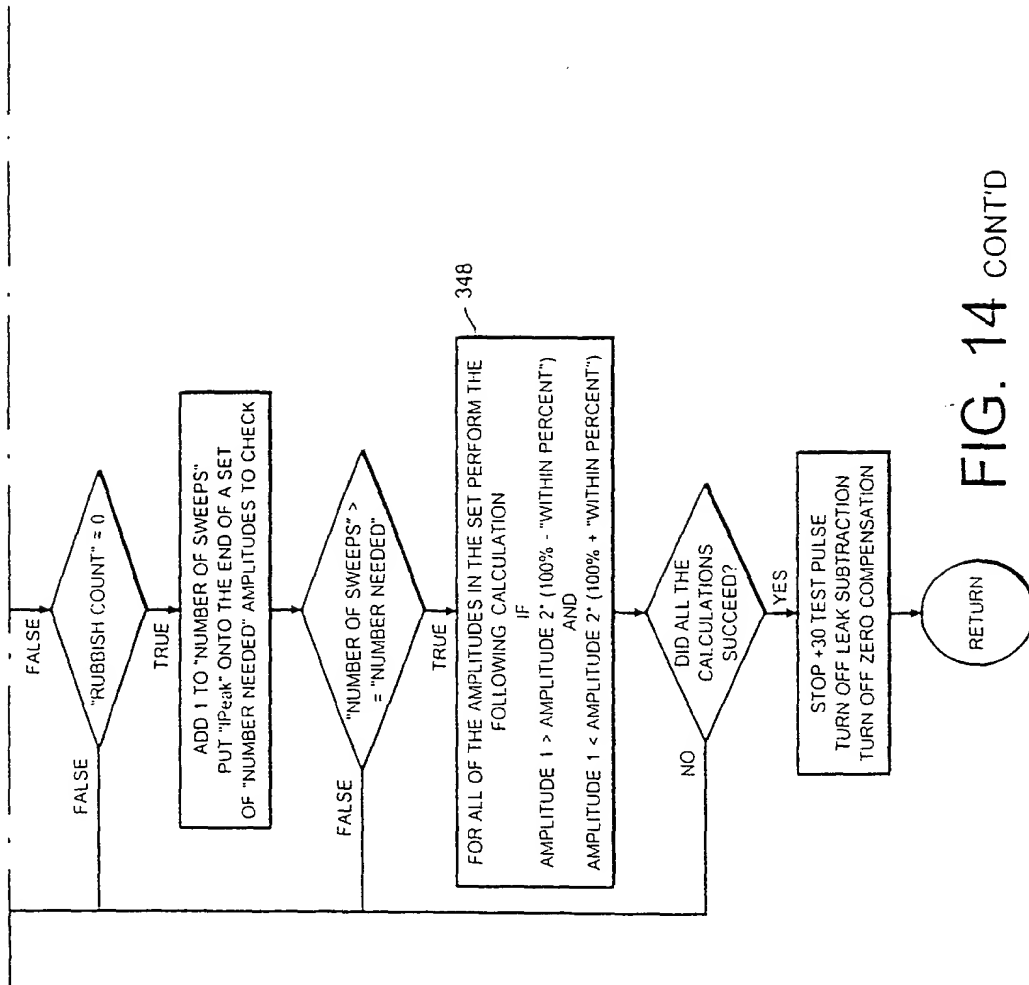 FALSE
"RUBBISH COUNT" = 0
FALSE
TRUE
ADD 1 TO "NUMBER OF SWEEPS"
PUT "IPeak" ONTO THE END OF A SET
OF "NUMBER NEEDED" AMPLITUDES TO CHECK
"NUMBER OF SWEEPS" >
= "NUMBER NEEDED"
FALSE
TRUE
348
FOR ALL OF THE AMPLITUDES IN THE SET PERFORM THE
FOLLOWING CALCULATION
IF
AMPLITUDE 1 > AMPLITUDE 2* (100% - "WITHIN PERCENT")
AND
AMPLITUDE 1 < AMPLITUDE 2* (100% + "WITHIN PERCENT")
DID ALL THE
CALCULATIONS
SUCCEED?
NO
YES
STOP +30 TEST PULSE
TURN OFF LEAK SUBTRACTION
TURN OFF ZERO COMPENSATION
RETURN
FIG. 14 CONT'D